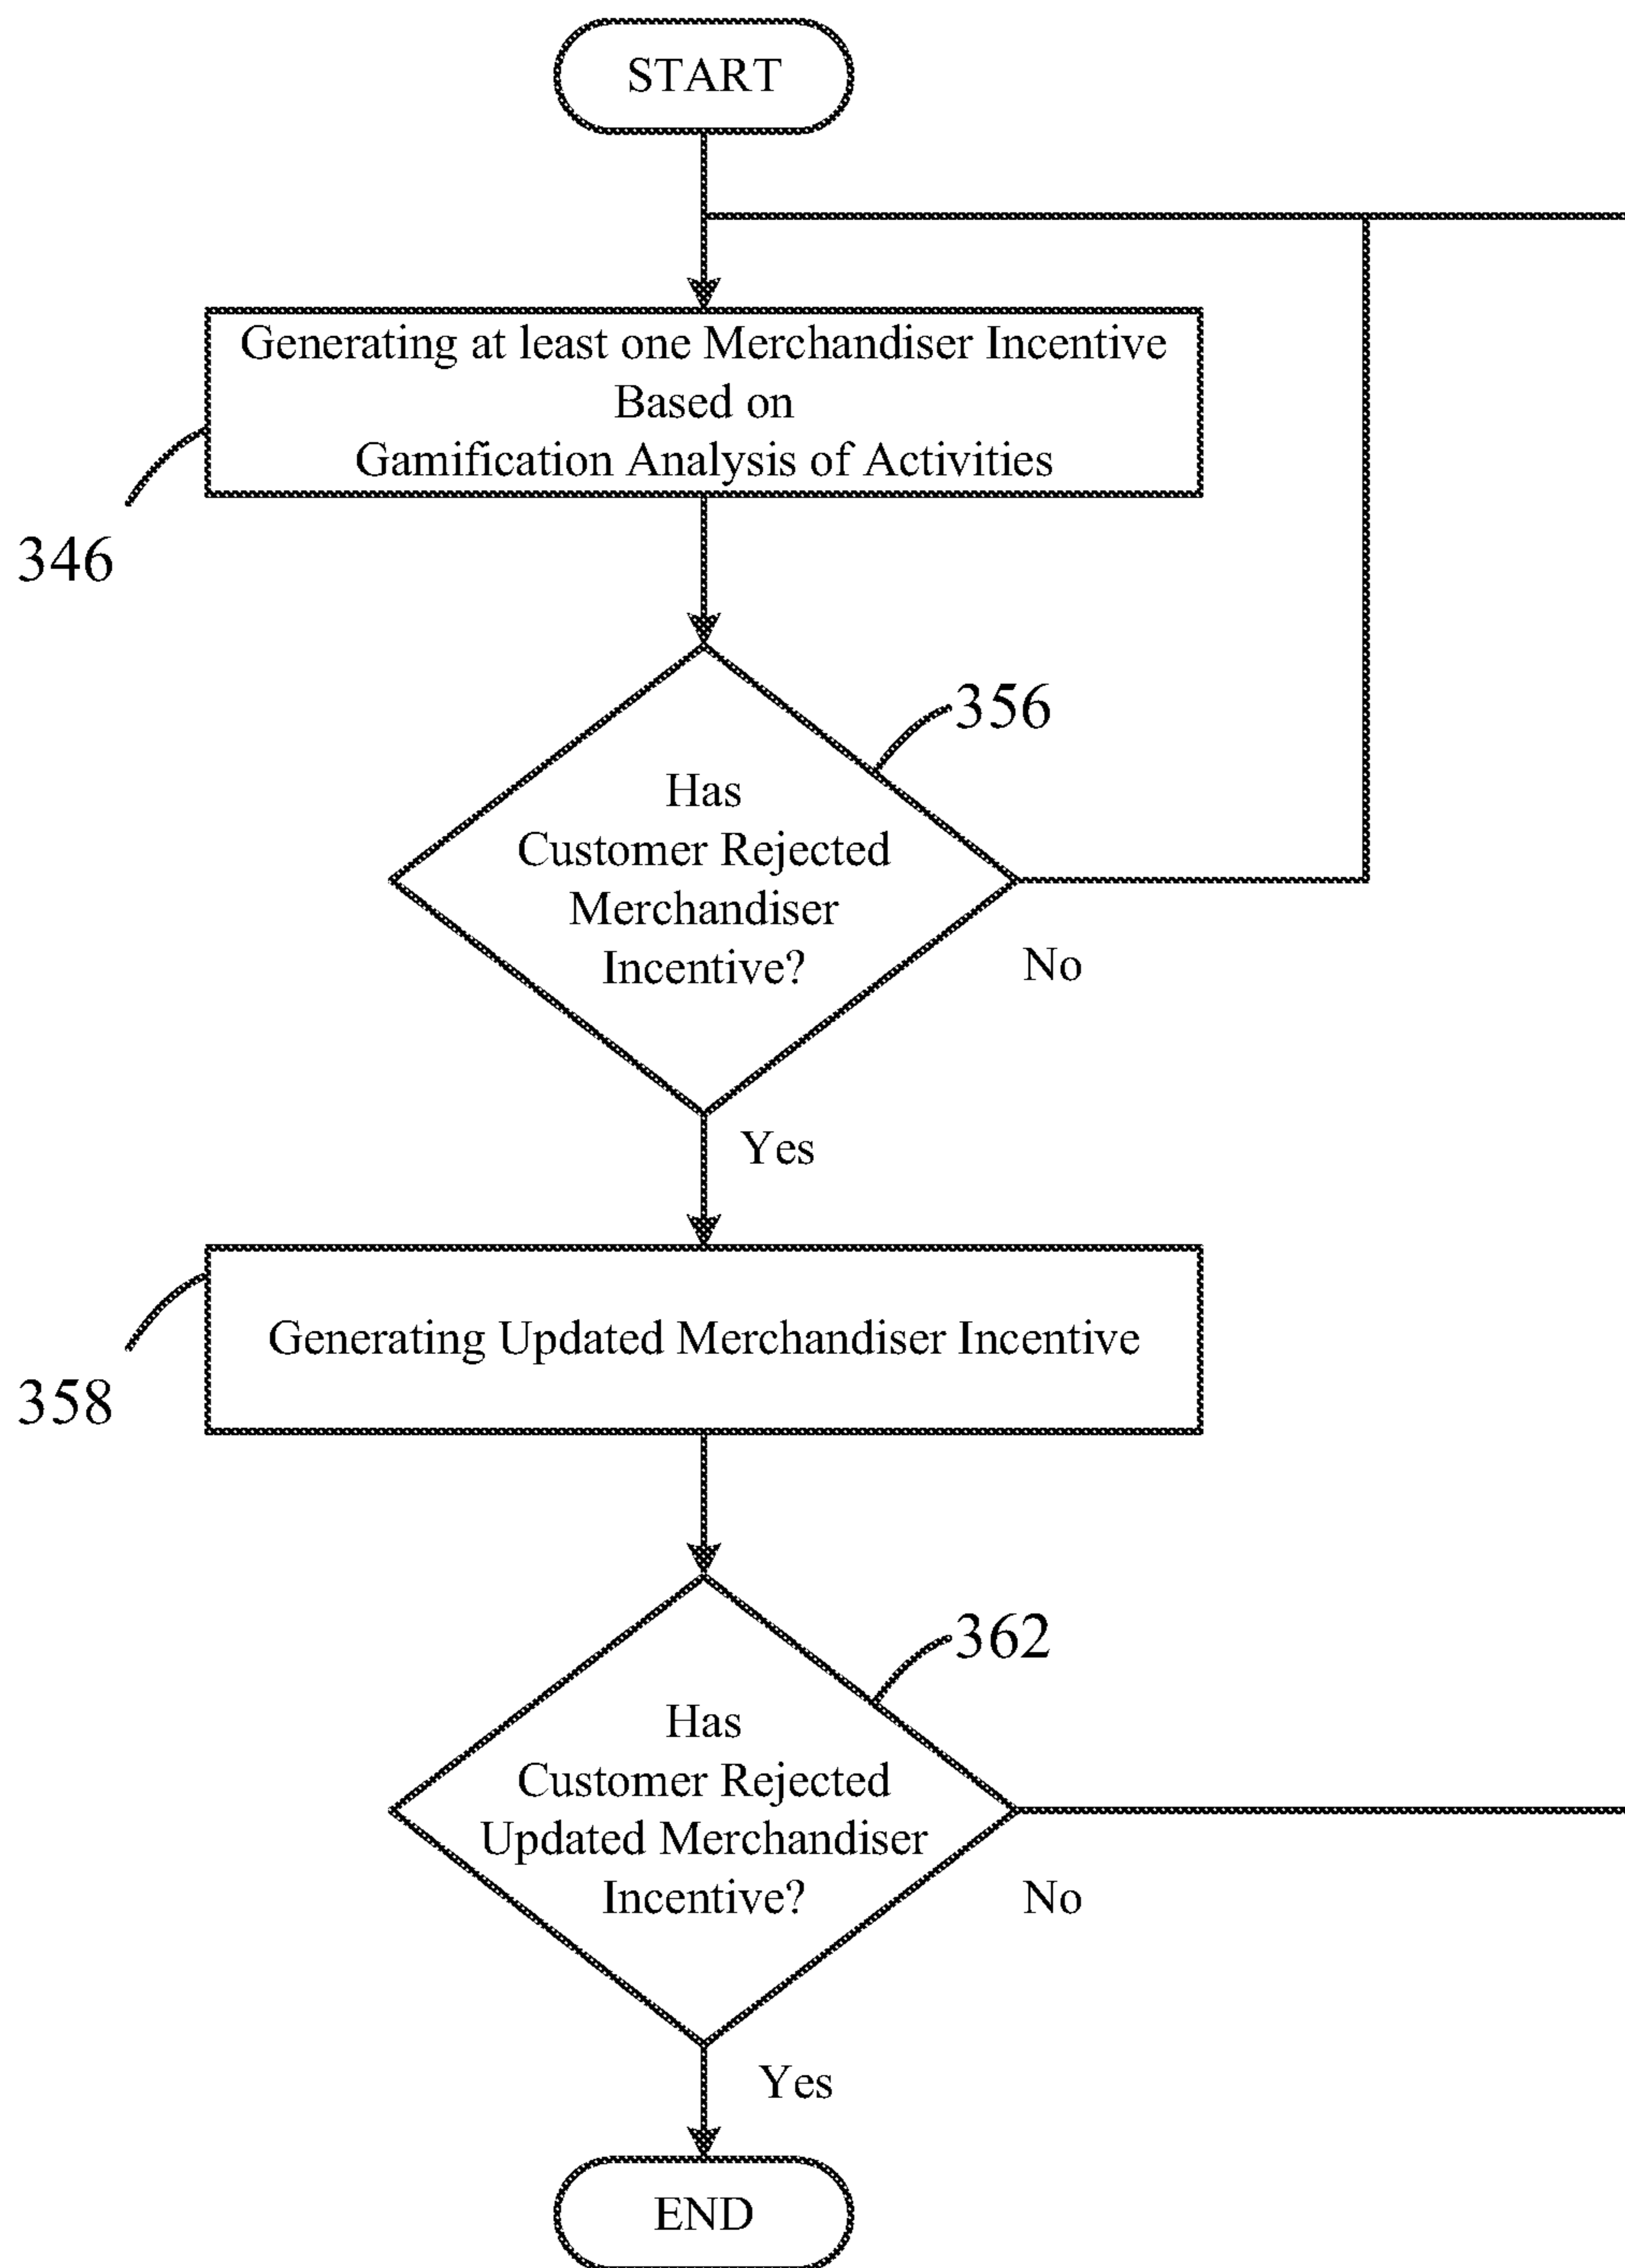 START
Generating at least one Merchandiser Incentive
Based on
Gamification Analysis of Activities
346
356
Has
Customer Rejected
Merchandiser
Incentive?
No
Yes
Generating Updated Merchandiser Incentive
358
362
Has
Customer Rejected
Updated Merchandiser
Incentive?
No
Yes
END